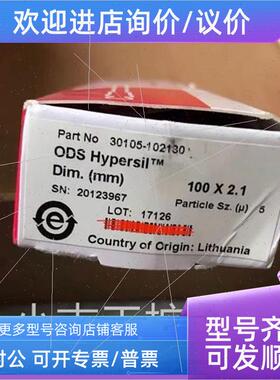 欢迎进店询价/议价
Part No 30105-102130
ODS Hypersil™
Dim. (mm) 100 X 2.1
SN: 20123967 Particle Sz. (µ) 5
LOT: 17126
Country of Origin: Lithuania
更多型号咨询店铺客服
对公 可开专票/普票
型号齐
可发顺